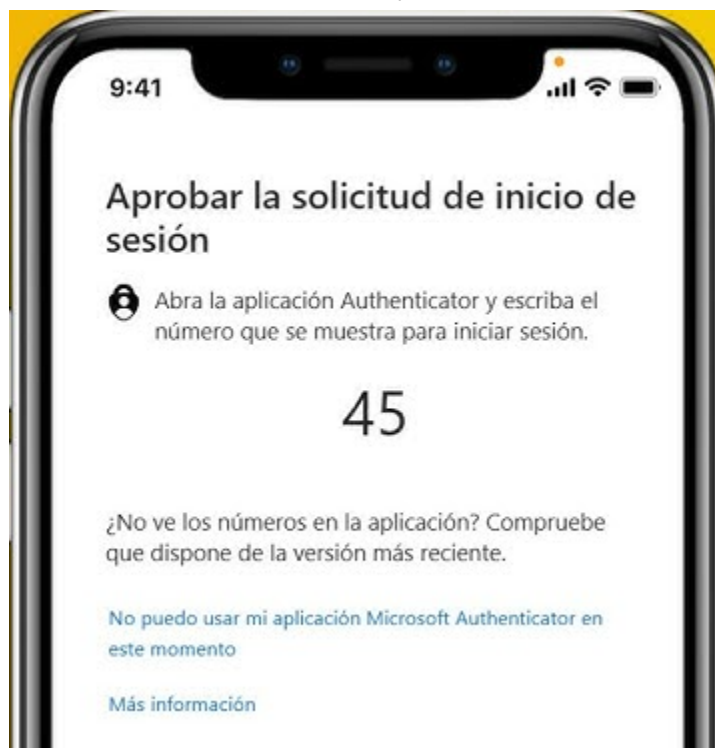 9:41
Aprobar la solicitud de inicio de
sesión
Abra la aplicación Authenticator y escriba el
número que se muestra para iniciar sesión.
45
¿No ve los números en la aplicación? Compruebe
que dispone de la versión más reciente.
No puedo usar mi aplicación Microsoft Authenticator en
este momento
Más información